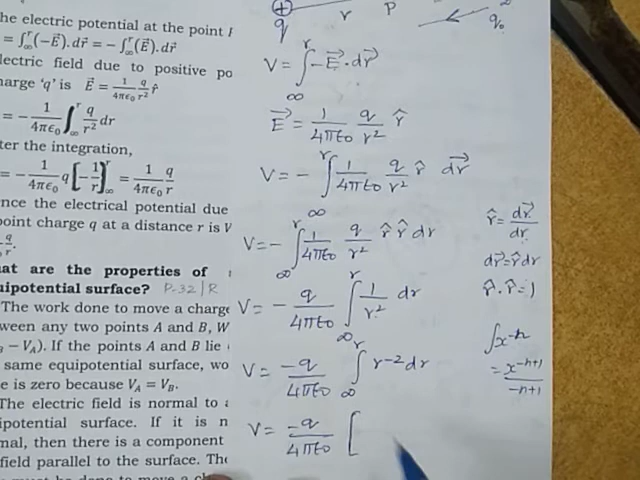 he electric potential at the point
= ∫_∞^r(−E⃗). dr⃗ = − ∫_∞^r(E⃗). dr⃗
lectric field due to positive po
harge 'q' is E⃗ = 1/4πϵ₀ q/r² r̂
= − 1/4πϵ₀ ∫_∞^r q/r² dr
ter the integration,
= − 1/4πϵ₀ q[−1/r]_∞^r = 1/4πϵ₀ q/r
nce the electrical potential due
point charge q at a distance r is V
q/r.
at are the properties of
uipotential surface? P-32/R
The work done to move a charge
ween any two points A and B, W
− V_A). If the points A and B lie
same equipotential surface, wo
e is zero because V_A = V_B.
The electric field is normal to a
ipotential surface. If it is n
mal, then there is a component
field parallel to the surface. The
+
q r P q₀
V = ∫_∞^r −E⃗·dr⃗
E⃗ = 1/4πε₀ q/r² r̂
V = − ∫_∞^r 1/4πε₀ q/r² r̂ dr⃗
V = − ∫_∞^r 1/4πε₀ q/r² r̂ r̂ dr
V = − q/4πε₀ ∫_∞^r 1/r² dr
V = −q/4πε₀ ∫_∞^r r−2 dr
V = −q/4πε₀ [
r̂ = dr⃗/dr
dr⃗ = r̂ dr
r̂·r̂ = 1
∫x−n
= x−n+1/−n+1